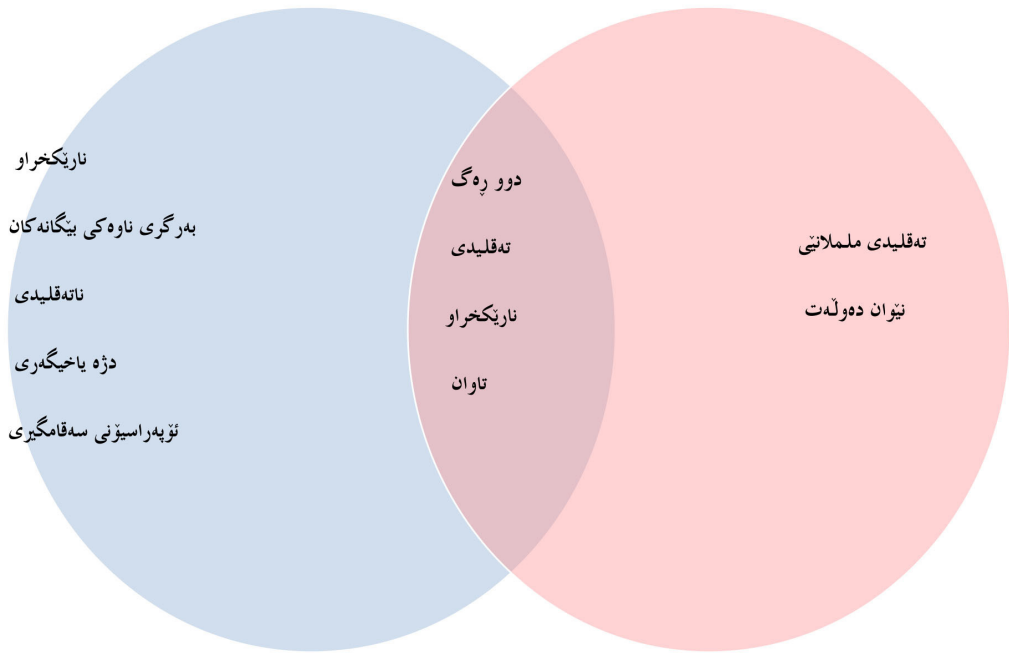 نارێکخراو
بەرگری ناوەکی بێگانەکان
ناتەقلیدی
دژە یاخیگەری
ئۆپەراسیۆنی سەقامگیری
دوو ڕەگ
تەقلیدی
نارێکخراو
تاوان
تەقلیدی ململانێی
نێوان دەوڵەت